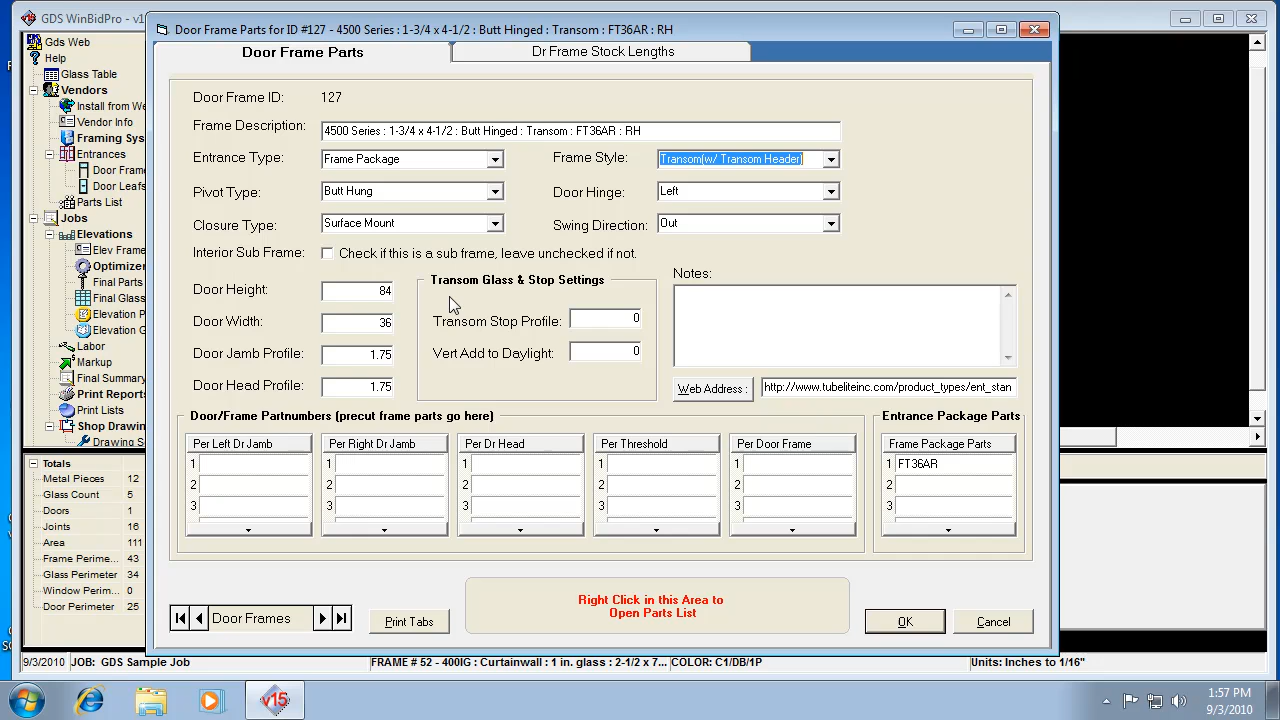 GDS WinBidPro - v1
Door Frame Parts for ID #127 - 4500 Series : 1-3/4 x 4-1/2 : Butt Hinged : Transom : FT36AR : RH
Gds Web
Help
Glass Table
Vendors
Install from We
Vendor Info
Framing Sys
Entrances
Door Frame
Door Leafs
Parts List
Jobs
Elevations
Elev Frame
Optimizer
Final Parts
Final Glass
Elevation P
Elevation G
Labor
Markup
Final Summary
Print Reports
Print Lists
Shop Drawin
Drawing S
Totals
Metal Pieces 12
Glass Count 5
Doors 1
Joints 16
Area 111
Frame Perime... 43
Glass Perimeter 34
Window Perim... 0
Door Perimeter 25
Door Frame Parts
Dr Frame Stock Lengths
Door Frame ID: 127
Frame Description: 4500 Series : 1-3/4 x 4-1/2 : Butt Hinged : Transom : FT36AR : RH
Entrance Type: Frame Package
Frame Style: Transom(w/ Transom Header)
Pivot Type: Butt Hung
Door Hinge: Left
Closure Type: Surface Mount
Swing Direction: Out
Interior Sub Frame: Check if this is a sub frame, leave unchecked if not.
Door Height: 84
Door Width: 36
Door Jamb Profile: 1.75
Door Head Profile: 1.75
Transom Glass & Stop Settings
Transom Stop Profile: 0
Vert Add to Daylight: 0
Notes:
Web Address : http://www.tubeliteinc.com/product_types/ent_stan
Door/Frame Partnumbers (precut frame parts go here)
Entrance Package Parts
Per Left Dr Jamb
Per Right Dr Jamb
Per Dr Head
Per Threshold
Per Door Frame
Frame Package Parts
1 1 1 1 1 1 FT36AR
2 2 2 2 2 2
3 3 3 3 3 3
Right Click in this Area to
Open Parts List
Door Frames
Print Tabs
OK
Cancel
9/3/2010 JOB: GDS Sample Job FRAME # 52 - 400IG : Curtainwall : 1 in. glass : 2-1/2 x 7... COLOR: C1/DB/1P Units: Inches to 1/16"
v15
1:57 PM
9/3/2010